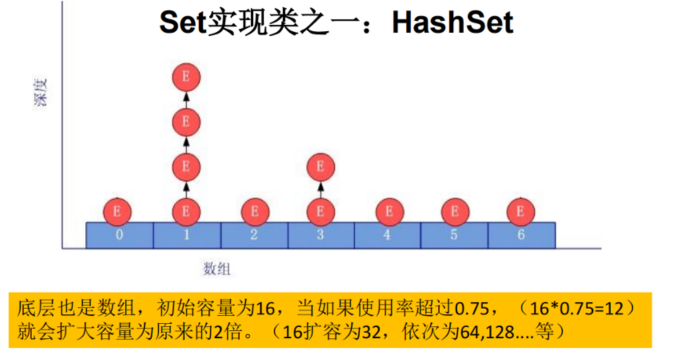 Set实现类之一：HashSet
深度
E
E
E
E
E
E
E
E
E
E
E
0 1 2 3 4 5 6
数组
底层也是数组，初始容量为16，当如果使用率超过0.75，（16*0.75=12）
就会扩大容量为原来的2倍。（16扩容为32，依次为64,128....等）